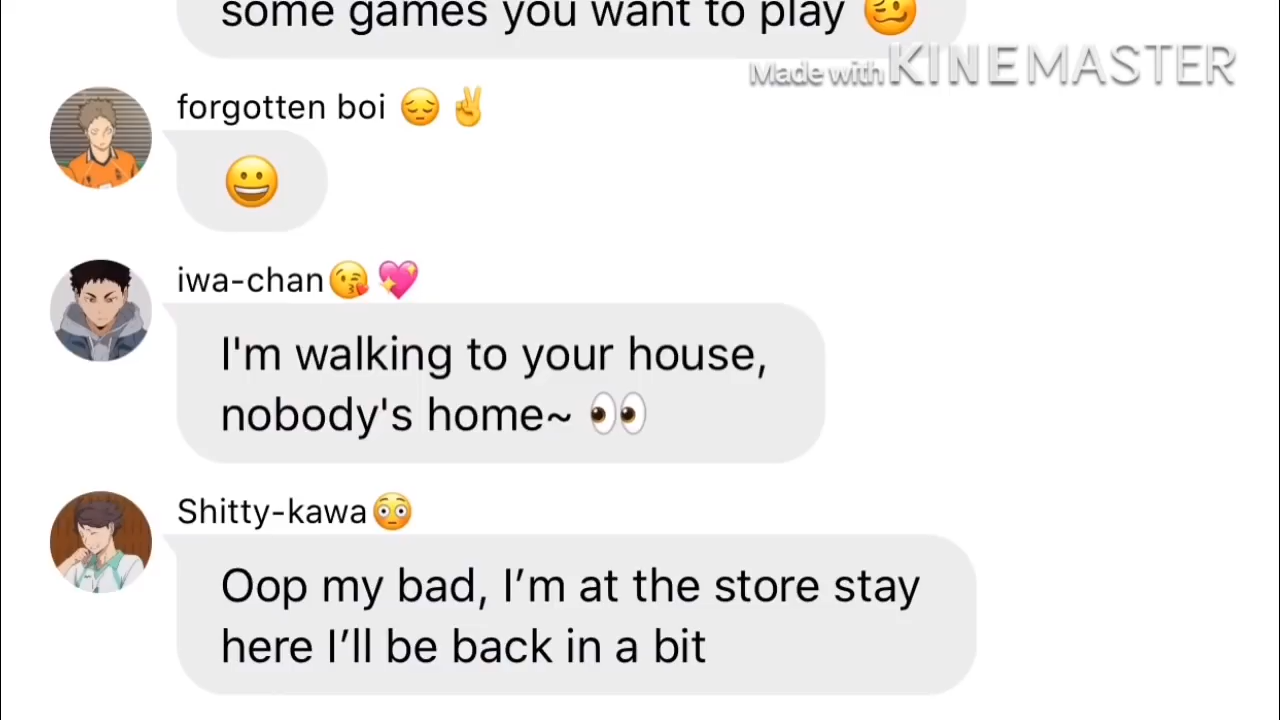 some games you want to play 🥴
Made with KINEMASTER
forgotten boi 😔 ✌
😀
iwa-chan😘 💖
I'm walking to your house,
nobody's home~ 👀
Shitty-kawa😳
Oop my bad, I’m at the store stay
here I’ll be back in a bit